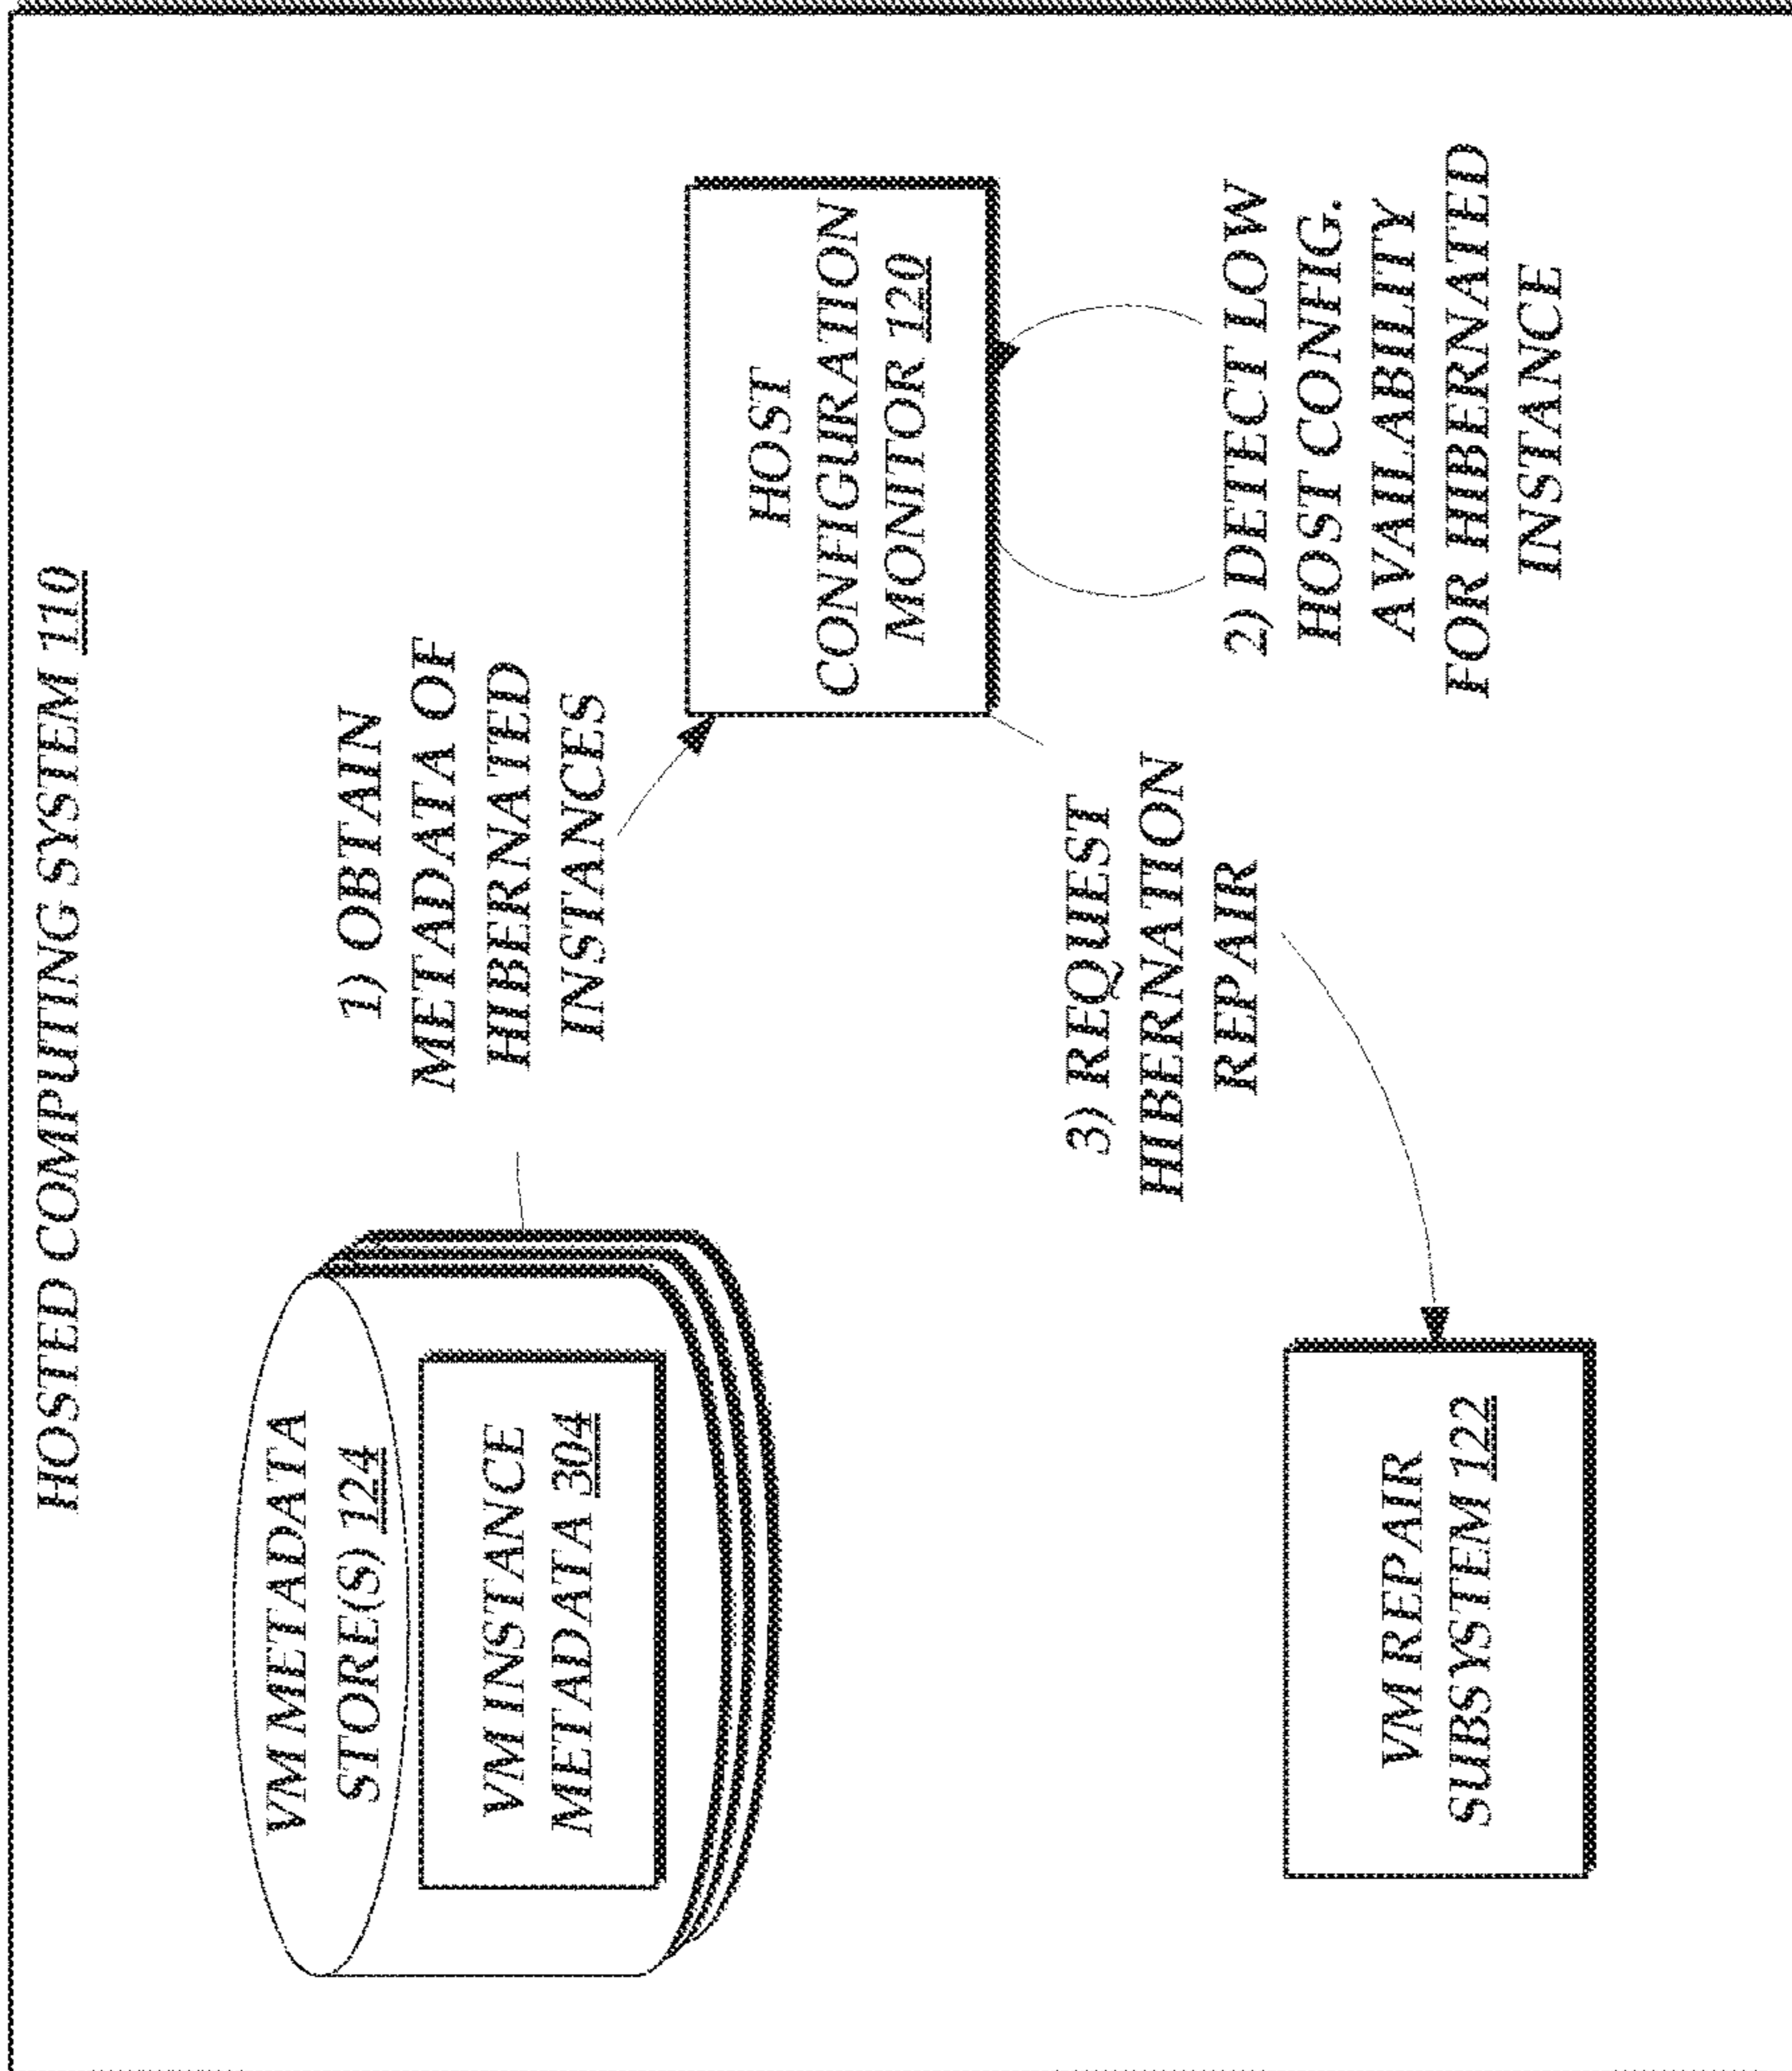 HOSTED COMPUTING SYSTEM 110
VM METADATA
STORE(S) 124
VM INSTANCE
METADATA 304
1) OBTAIN
METADATA OF
HIBERNATED
INSTANCES
HOST
CONFIGURATION
MONITOR 120
2) DETECT LOW
HOST CONFIG.
AVAILABILITY
FOR HIBERNATED
INSTANCE
3) REQUEST
HIBERNATION
REPAIR
VM REPAIR
SUBSYSTEM 122